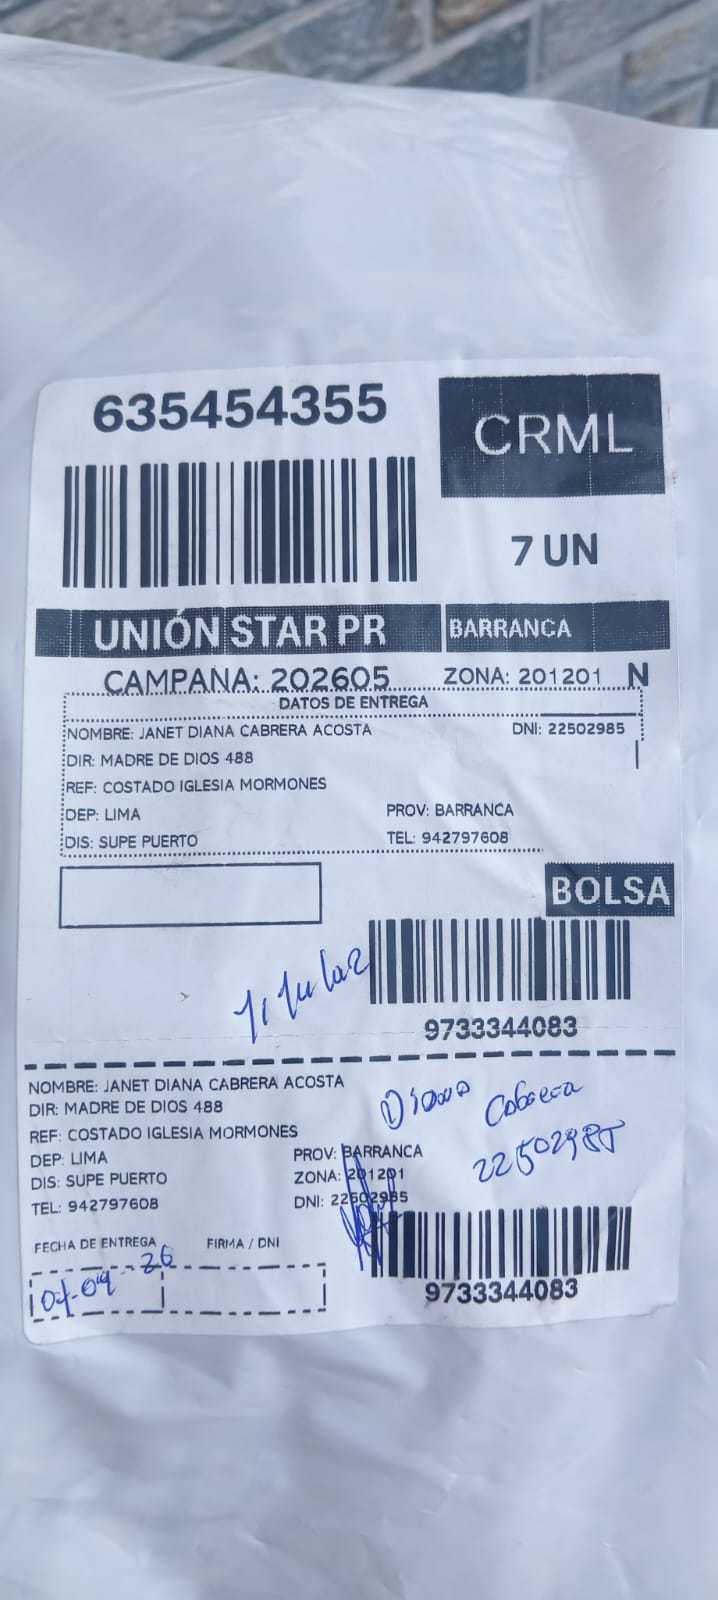 635454355
CRML
7 UN
UNIÓN STAR PR
BARRANCA
CAMPAÑA: 202605
ZONA: 201201 N
DATOS DE ENTREGA
NOMBRE: JANET DIANA CABRERA ACOSTA DNI: 22502985
DIR: MADRE DE DIOS 488
REF: COSTADO IGLESIA MORMONES
DEP: LIMA PROV: BARRANCA
DIS: SUPE PUERTO TEL: 942797608
BOLSA
9733344083
NOMBRE: JANET DIANA CABRERA ACOSTA
DIR: MADRE DE DIOS 488
REF: COSTADO IGLESIA MORMONES
DEP: LIMA PROV: BARRANCA
DIS: SUPE PUERTO ZONA: 201201
TEL: 942797608 DNI: 22502985
Diana Cabrera
22502985
FECHA DE ENTREGA FIRMA / DNI
07-04-26
9733344083